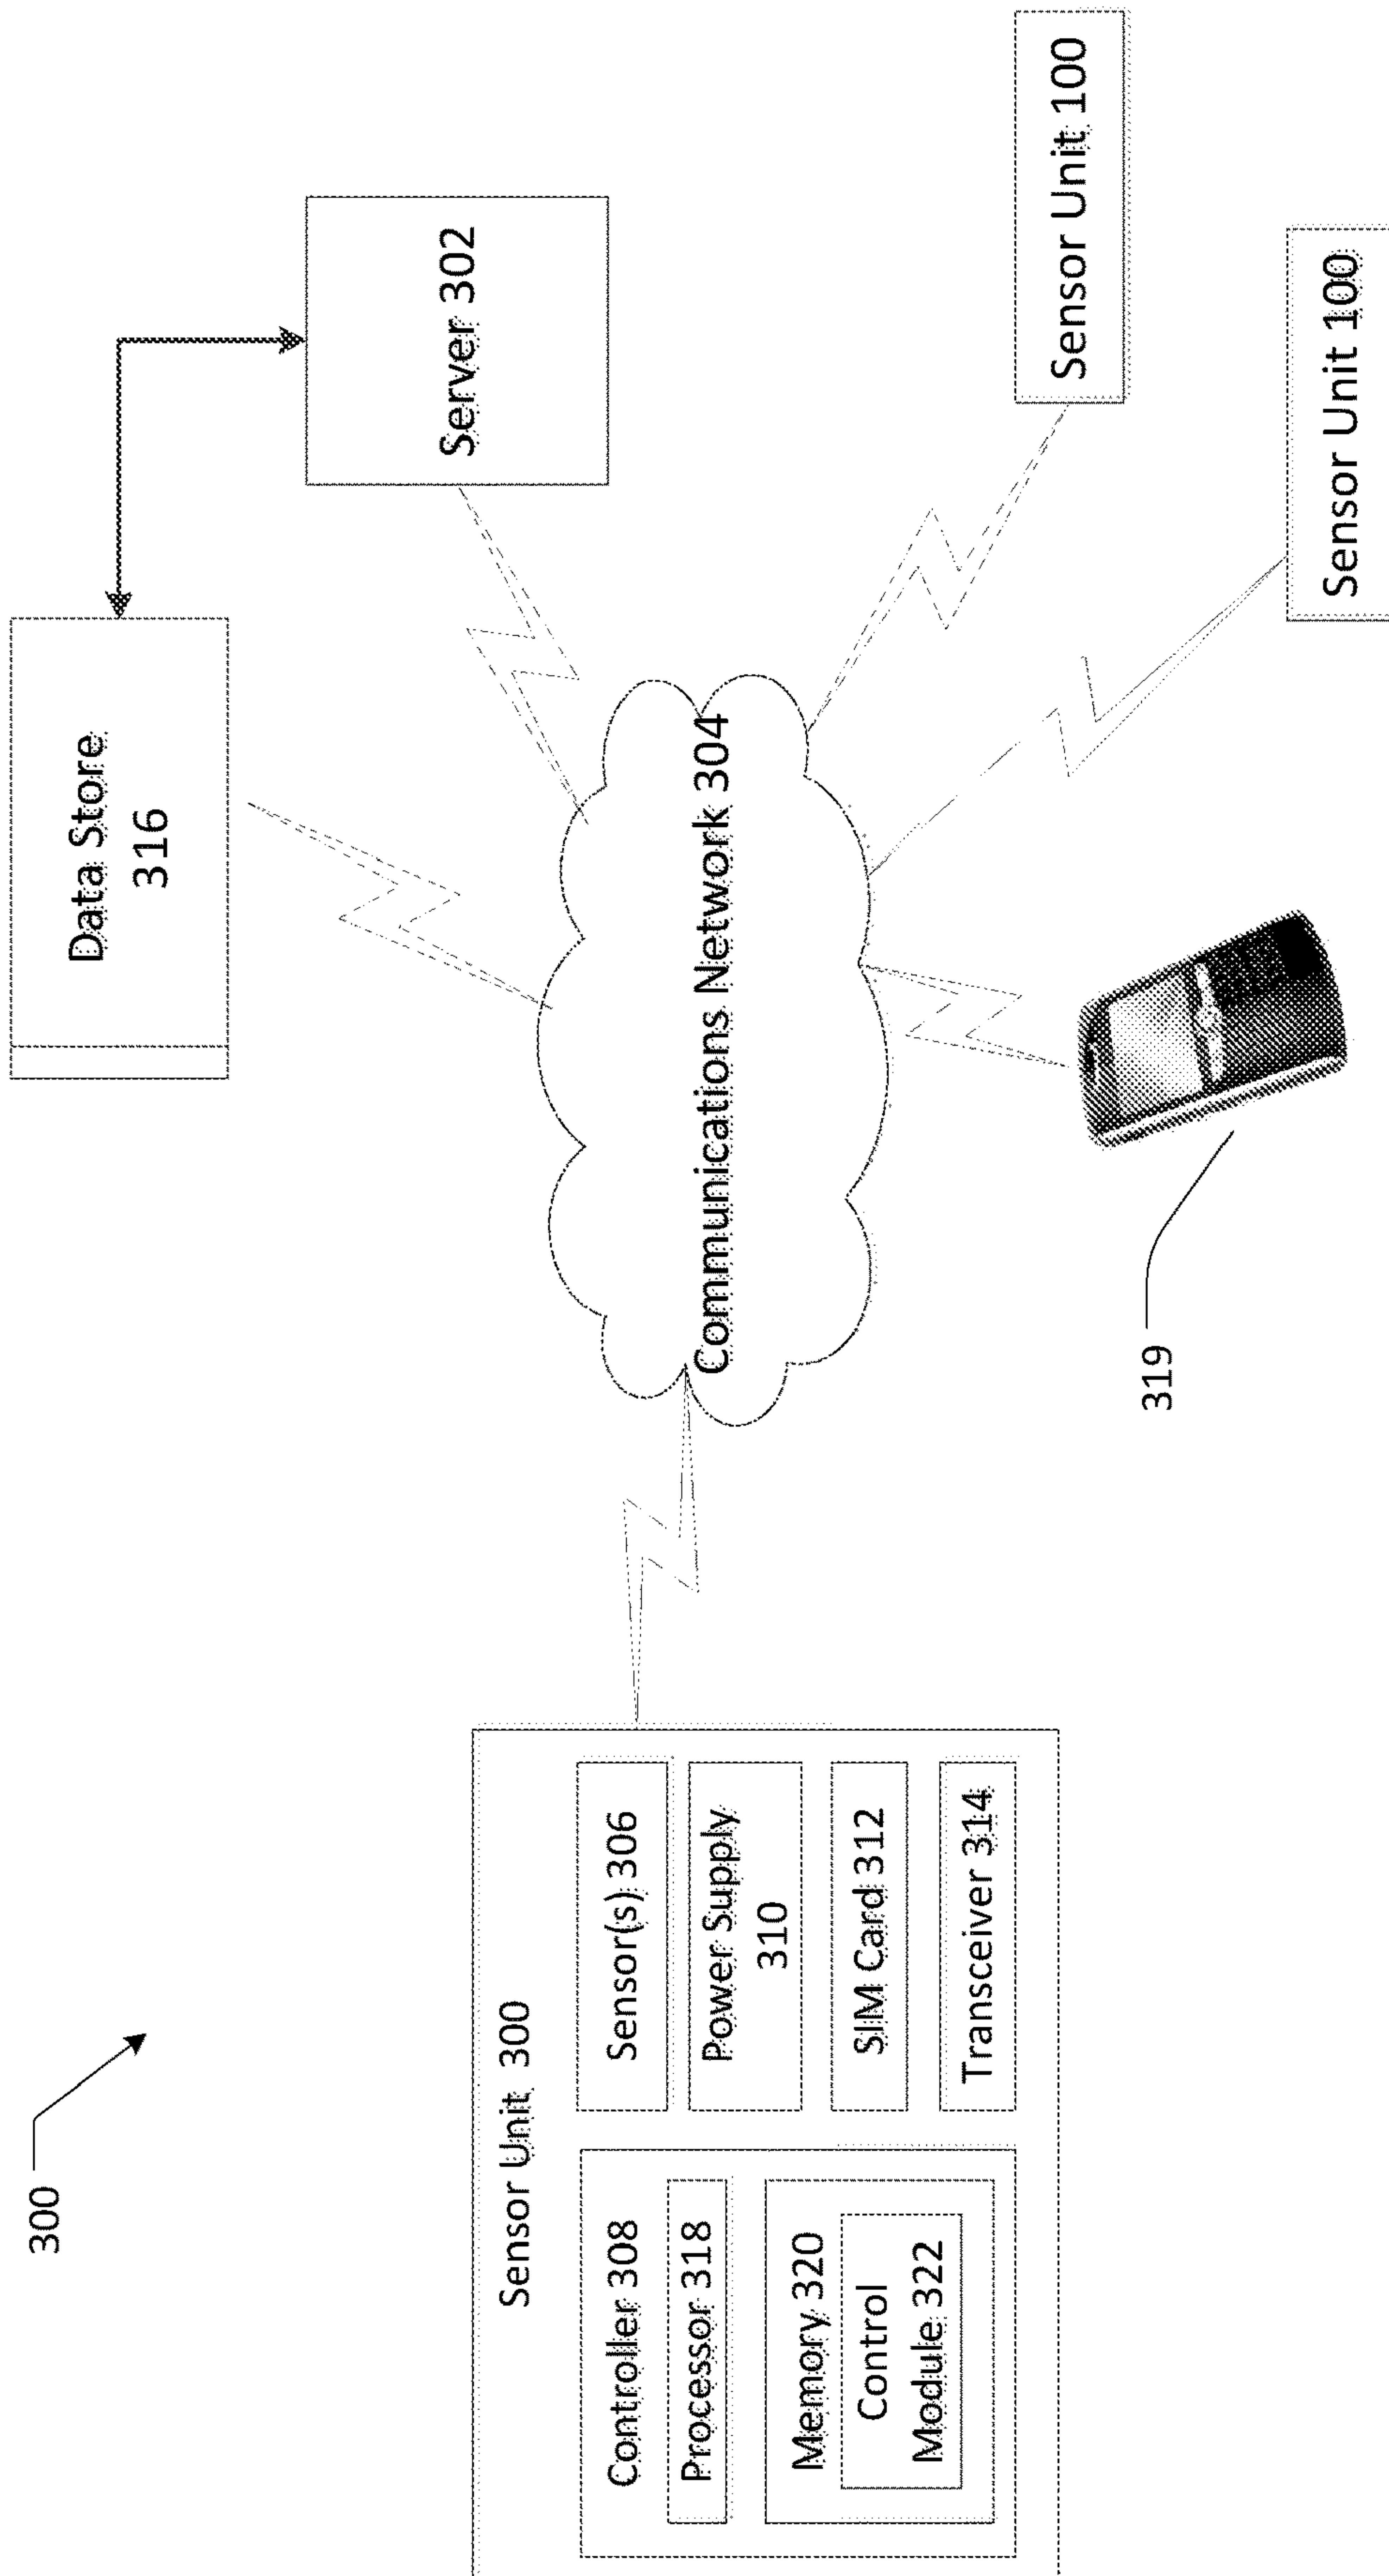 300
Sensor Unit 300
Controller 308
Processor 318
Memory 320
Control
Module 322
Sensor(s) 306
Power Supply
310
SIM Card 312
Transceiver 314
Communications Network 304
Data Store
316
Server 302
319
Sensor Unit 100
Sensor Unit 100